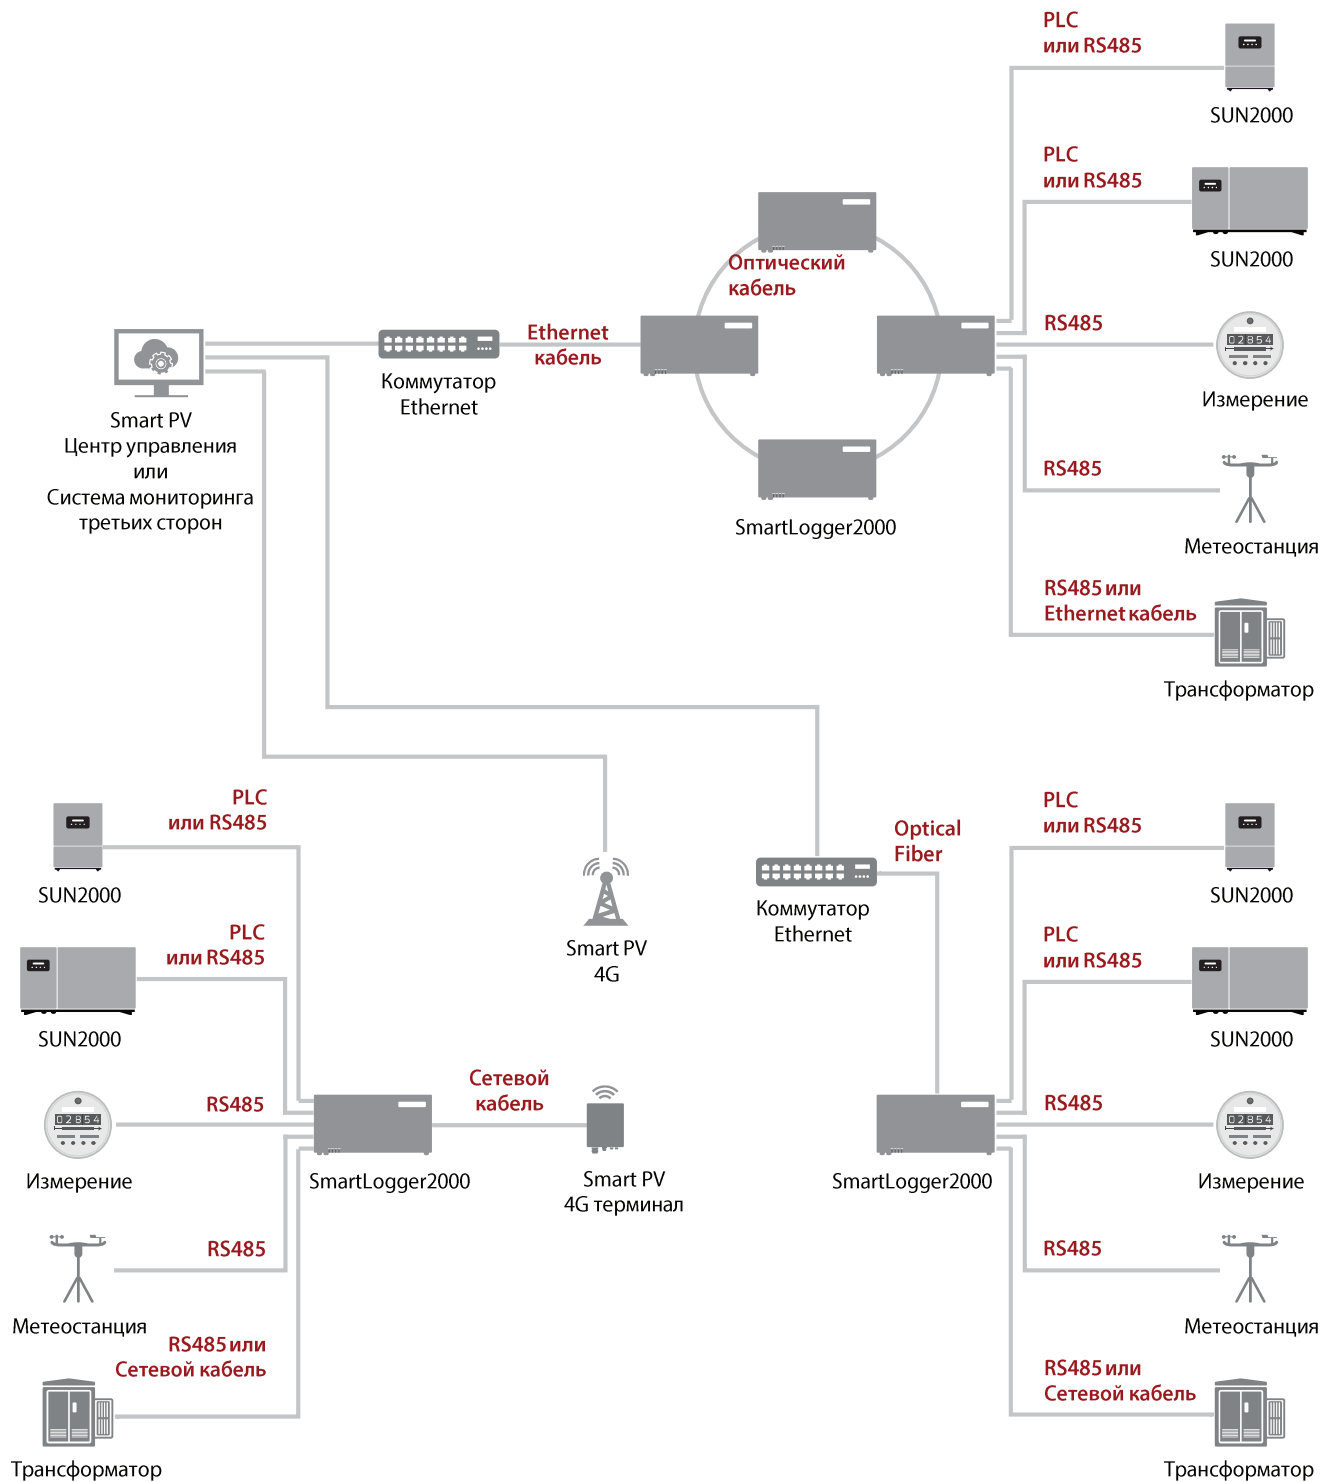 PLC
или RS485
SUN2000
PLC
или RS485
SUN2000
Оптический
кабель
Ethernet
кабель
RS485
02854
Измерение
Коммутатор
Ethernet
Smart PV
Центр управления
или
Система мониторинга
третьих сторон
RS485
Метеостанция
SmartLogger2000
RS485 или
Ethernet кабель
Трансформатор
PLC
или RS485
SUN2000
PLC
или RS485
SUN2000
RS485
02854
Измерение
RS485
Метеостанция
RS485 или
Сетевой кабель
Трансформатор
SmartLogger2000
Сетевой
кабель
Smart PV
4G
Smart PV
4G терминал
Optical
Fiber
Коммутатор
Ethernet
SmartLogger2000
PLC
или RS485
SUN2000
PLC
или RS485
SUN2000
RS485
02854
Измерение
RS485
Метеостанция
RS485 или
Сетевой кабель
Трансформатор